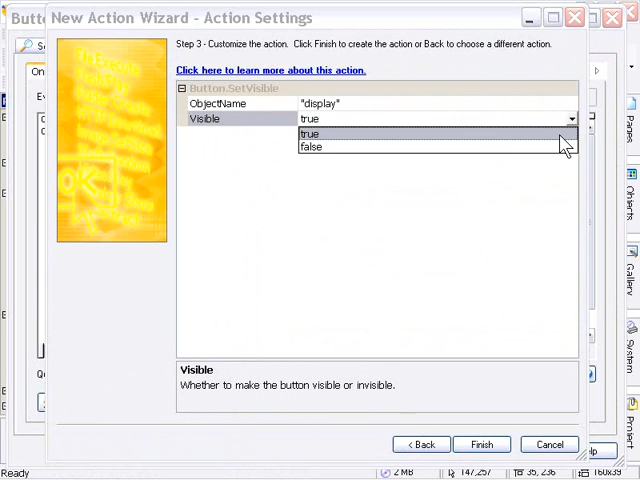 Button
New Action Wizard - Action Settings
Step 3 - Customize the action. Click Finish to create the action or Back to choose a different action.
Click here to learn more about this action.
Button.SetVisible
ObjectName "display"
Visible true
true
false
Visible
Whether to make the button visible or invisible.
< Back Finish Cancel
Pages
Objects
Gallery
System
Project
Ready
2 MB 147,257 35, 236 160x39